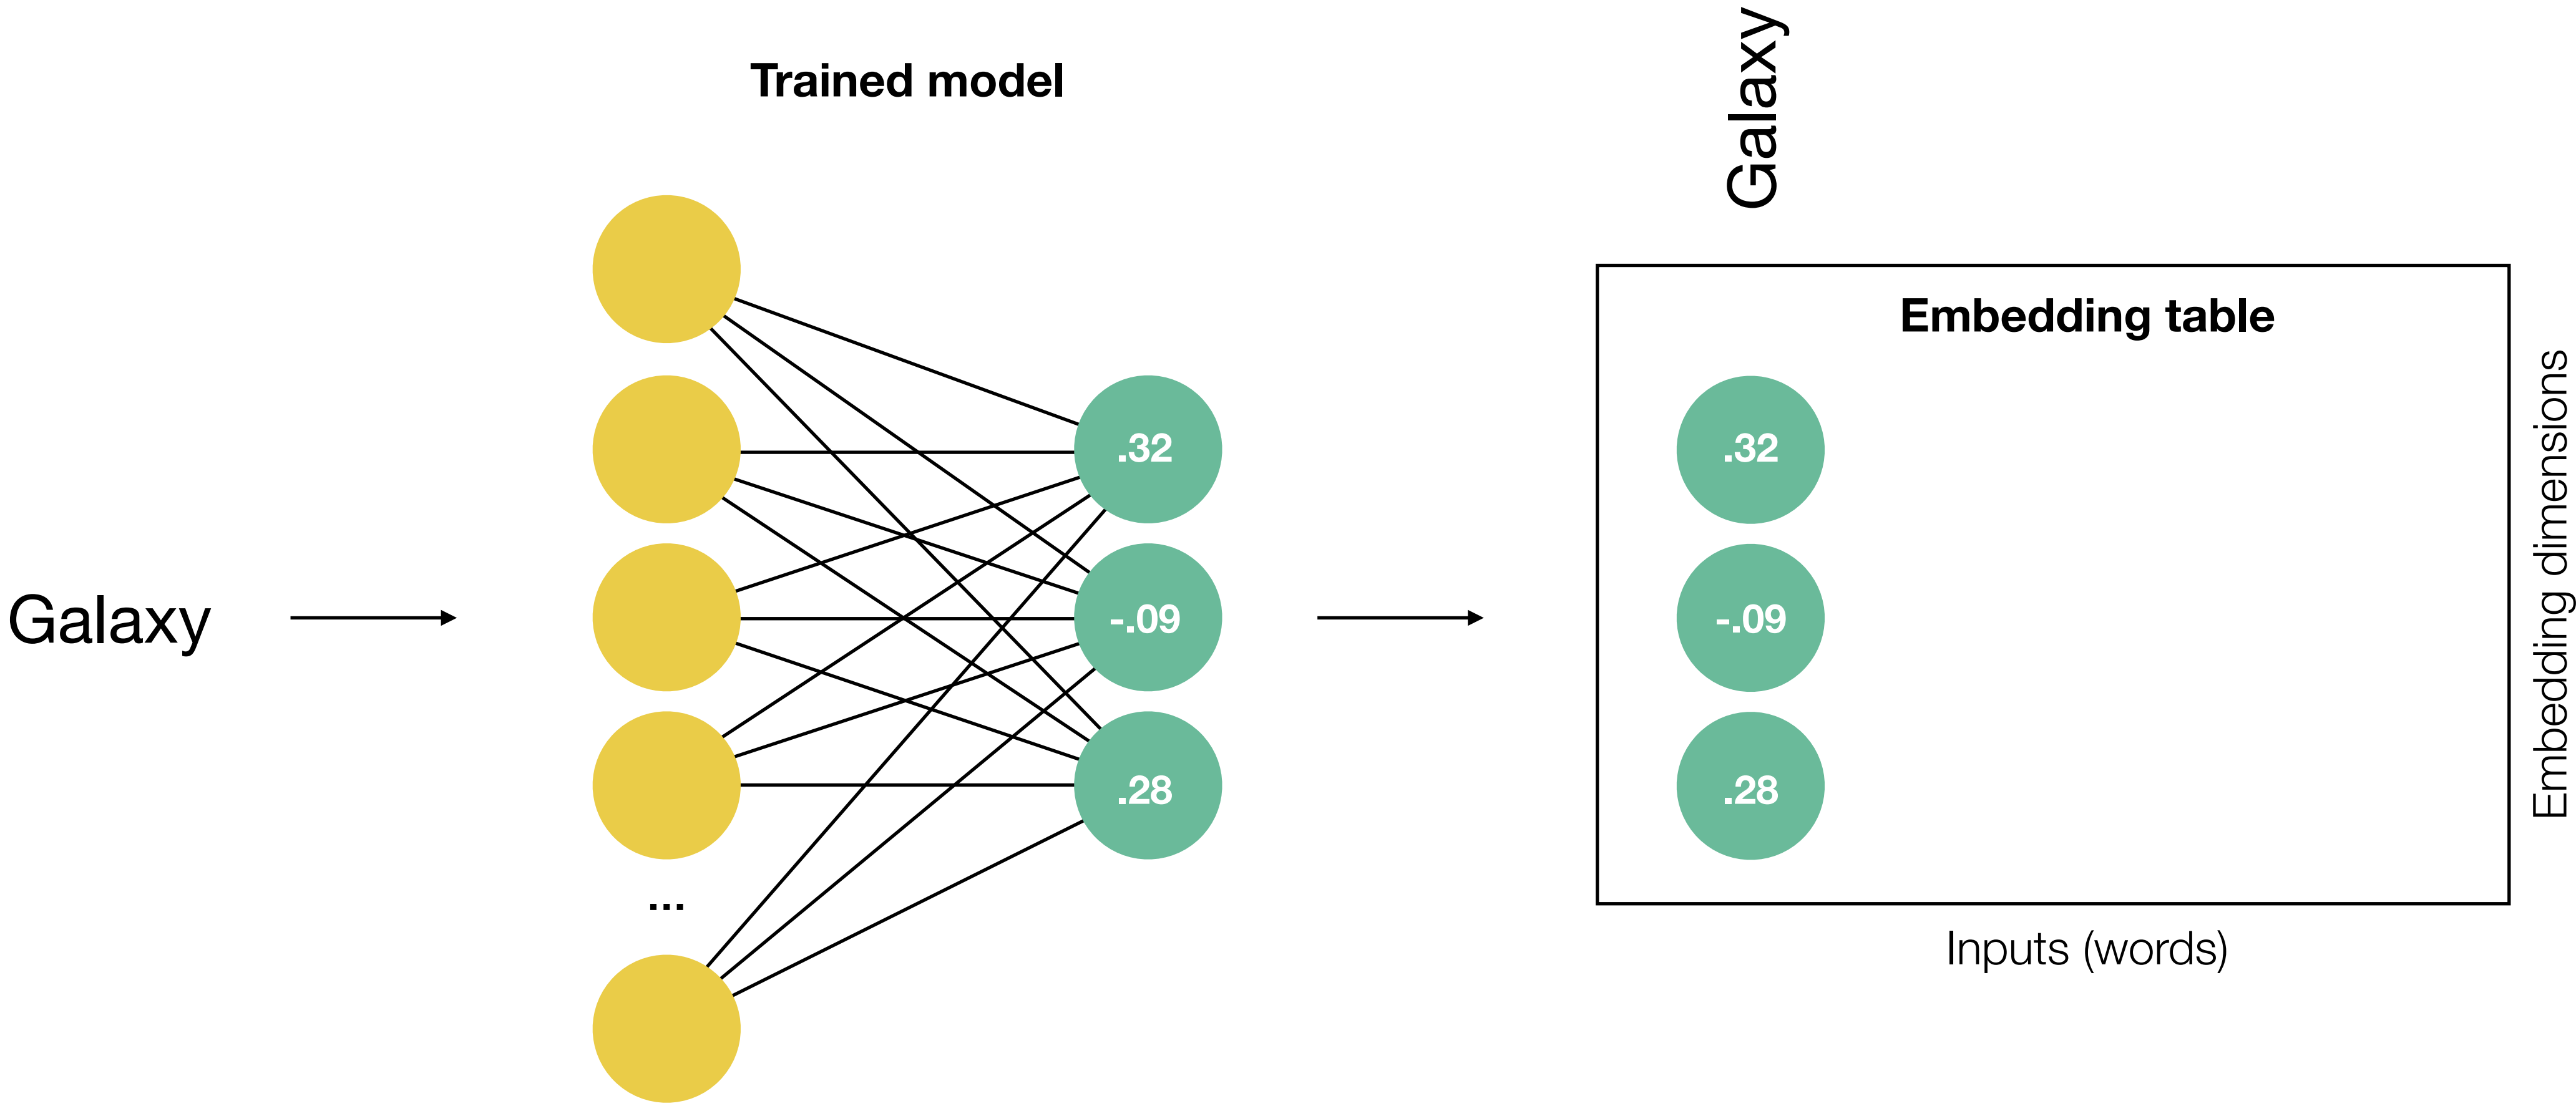 Galaxy
Trained model
.32
-.09
.28
...
Galaxy
Embedding table
.32
-.09
.28
Embedding dimensions
Inputs (words)